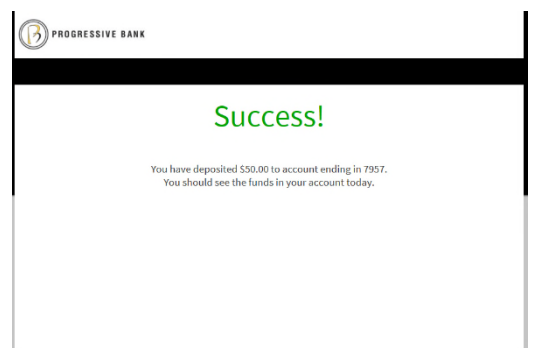 PROGRESSIVE BANK
Success!
You have deposited $50.00 to account ending in 7957.
You should see the funds in your account today.